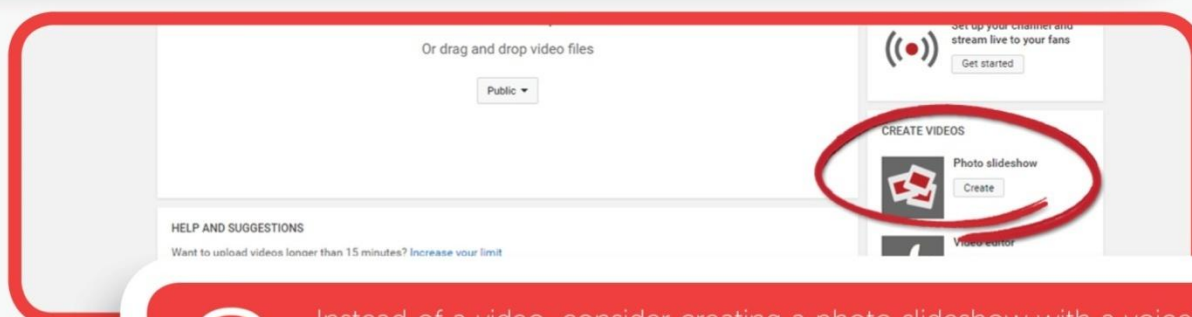 Set up your channel and
stream live to your fans
Get started
Or drag and drop video files
Public
CREATE VIDEOS
Photo slideshow
Create
Video editor
HELP AND SUGGESTIONS
Want to upload videos longer than 15 minutes? Increase your limit
Instead of a video, consider creating a photo slideshow with a voice